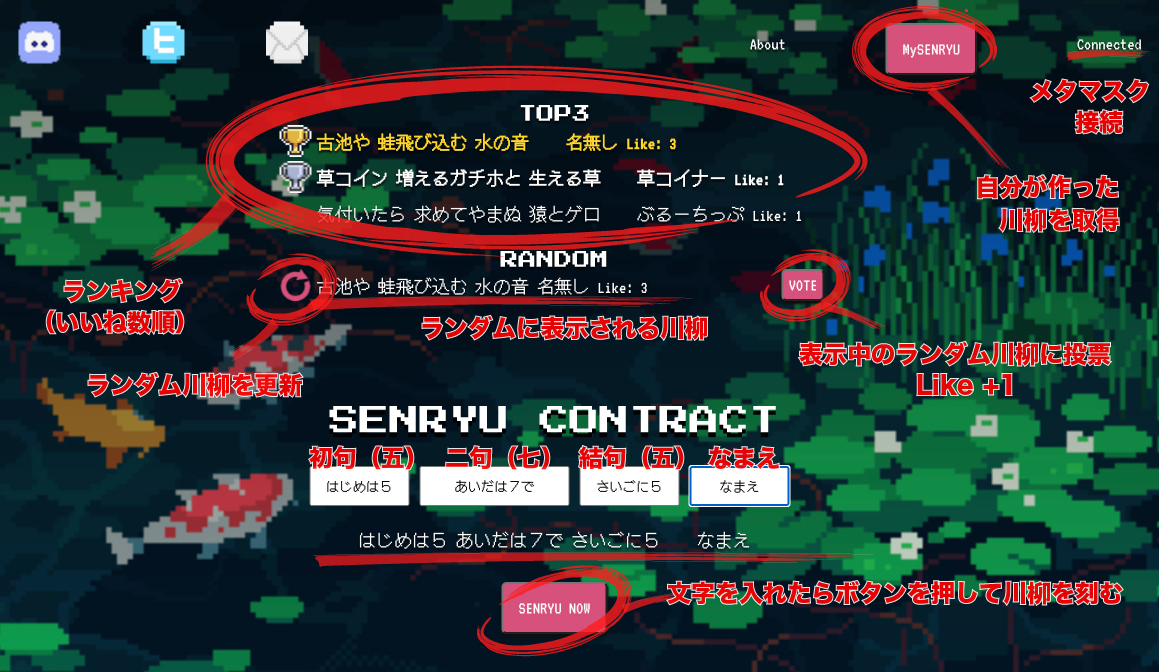 About
MySENRYU
Connected
メタマスク
接続
TOP3
古池や 蛙飛び込む 水の音 名無し Like: 3
草コイン 増えるガチホと 生える草 草コイナー Like: 1
気付いたら 求めてやまぬ 猿とゲロ ぶるーちっぷ Like: 1
自分が作った
川柳を取得
RANDOM
古池や 蛙飛び込む 水の音 名無し Like: 3
VOTE
ランキング
（いいね数順）
ランダムに表示される川柳
表示中のランダム川柳に投票
Like +1
ランダム川柳を更新
SENRYU CONTRACT
初句（五） 二句（七） 結句（五） なまえ
はじめは５ あいだは７で さいごに５ なまえ
はじめは５ あいだは７で さいごに５ なまえ
文字を入れたらボタンを押して川柳を刻む
SENRYU NOW